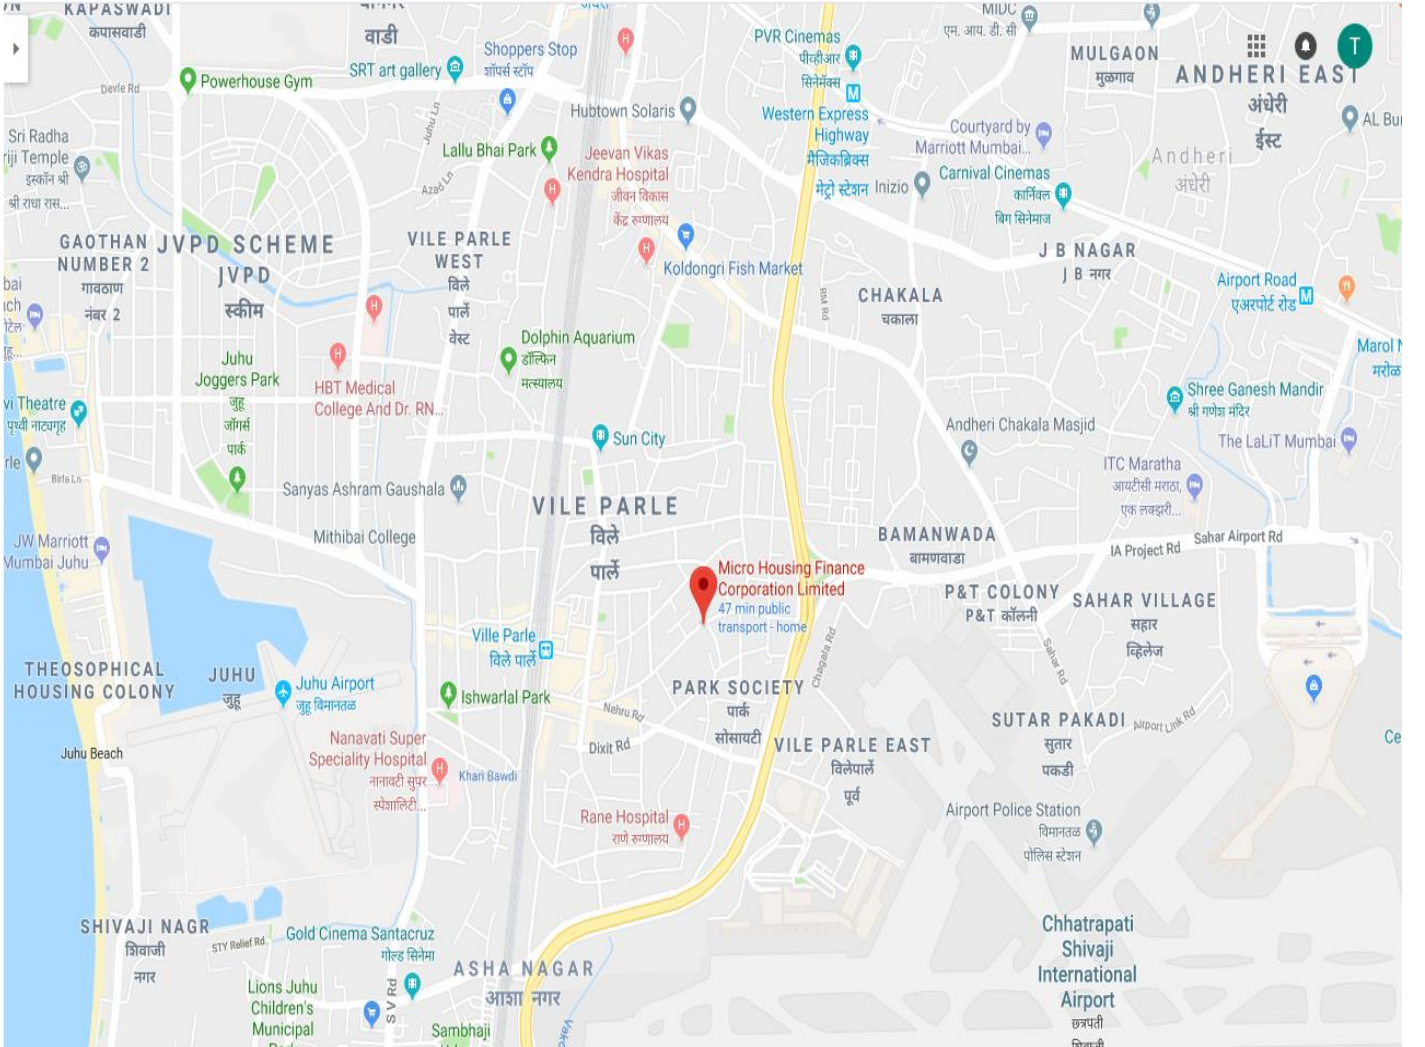 KAPASWADI
कपासवाडी
वाडी
Shoppers Stop
शॉपर्स स्टॉप
SRT art gallery
Powerhouse Gym
Devle Rd
Juhu Ln
Azad Ln
Lallu Bhai Park
Hubtown Solaris
PVR Cinemas
पीव्हीआर
सिनेमॅक्स
Western Express
Highway
मॅजिकब्रिक्स
मेट्रो स्टेशन
MIDC
एम. आय. डी. सी
MULGAON
मुळगाव
T
ANDHERI EAST
अंधेरी
ईस्ट
Courtyard by
Marriott Mumbai...
Andheri
अंधेरी
Inizio
Carnival Cinemas
कार्निवल
बिग सिनेमाज
Sri Radha
Temple
इस्कॉन श्री
श्री राधा रास...
Jeevan Vikas
Kendra Hospital
जीवन विकास
केंद्र रुग्णालय
Koldongri Fish Market
GAOTHAN
NUMBER 2
गावठाण
नंबर 2
JVPD SCHEME
JVPD
स्कीम
VILE PARLE
WEST
विले
पार्ले
वेस्ट
CHAKALA
चकाला
RM Rd
J B NAGAR
J B नगर
Airport Road
एअरपोर्ट रोड
Marol
मरोळ
Dolphin Aquarium
डॉल्फिन
मत्स्यालय
Juhu
Joggers Park
जुहू
जॉगर्स
पार्क
HBT Medical
College And Dr. RN...
Theatre
पृथ्वी नाट्यगृह
Birla Ln
Sun City
Andheri Chakala Masjid
Shree Ganesh Mandir
श्री गणेश मंदिर
The LaLiT Mumbai
ITC Maratha
आयटीसी मराठा,
एक लक्झरी...
Sanyas Ashram Gaushala
VILE PARLE
विले
पार्ले
Mithibai College
JW Marriott
Mumbai Juhu
BAMANWADA
बामणवाडा
IA Project Rd
Sahar Airport Rd
Micro Housing Finance
Corporation Limited
47 min public
transport - home
P&T COLONY
P&T कॉलनी
SAHAR VILLAGE
सहार
व्हिलेज
Sahar Rd
Chagala Rd
Ville Parle
विले पार्ले
THEOSOPHICAL
HOUSING COLONY
JUHU
जुहू
Juhu Airport
जुहू विमानतळ
Ishwarlal Park
PARK SOCIETY
पार्क
सोसायटी
Nehru Rd
Dixit Rd
SUTAR PAKADI
सुतार
पकडी
Airport Link Rd
Juhu Beach
Nanavati Super
Speciality Hospital
नानावटी सुपर
स्पेशालिटी...
Khari Bawdi
VILE PARLE EAST
विलेपार्ले
पूर्व
Rane Hospital
राणे रुग्णालय
Airport Police Station
विमानतळ
पोलिस स्टेशन
SHIVAJI NAGR
शिवाजी
नगर
STY Relief Rd
Gold Cinema Santacruz
गोल्ड सिनेमा
S V Rd
ASHA NAGAR
आशा नगर
Lions Juhu
Children's
Municipal
Sambhaji
Chhatrapati
Shivaji
International
Airport
छत्रपती